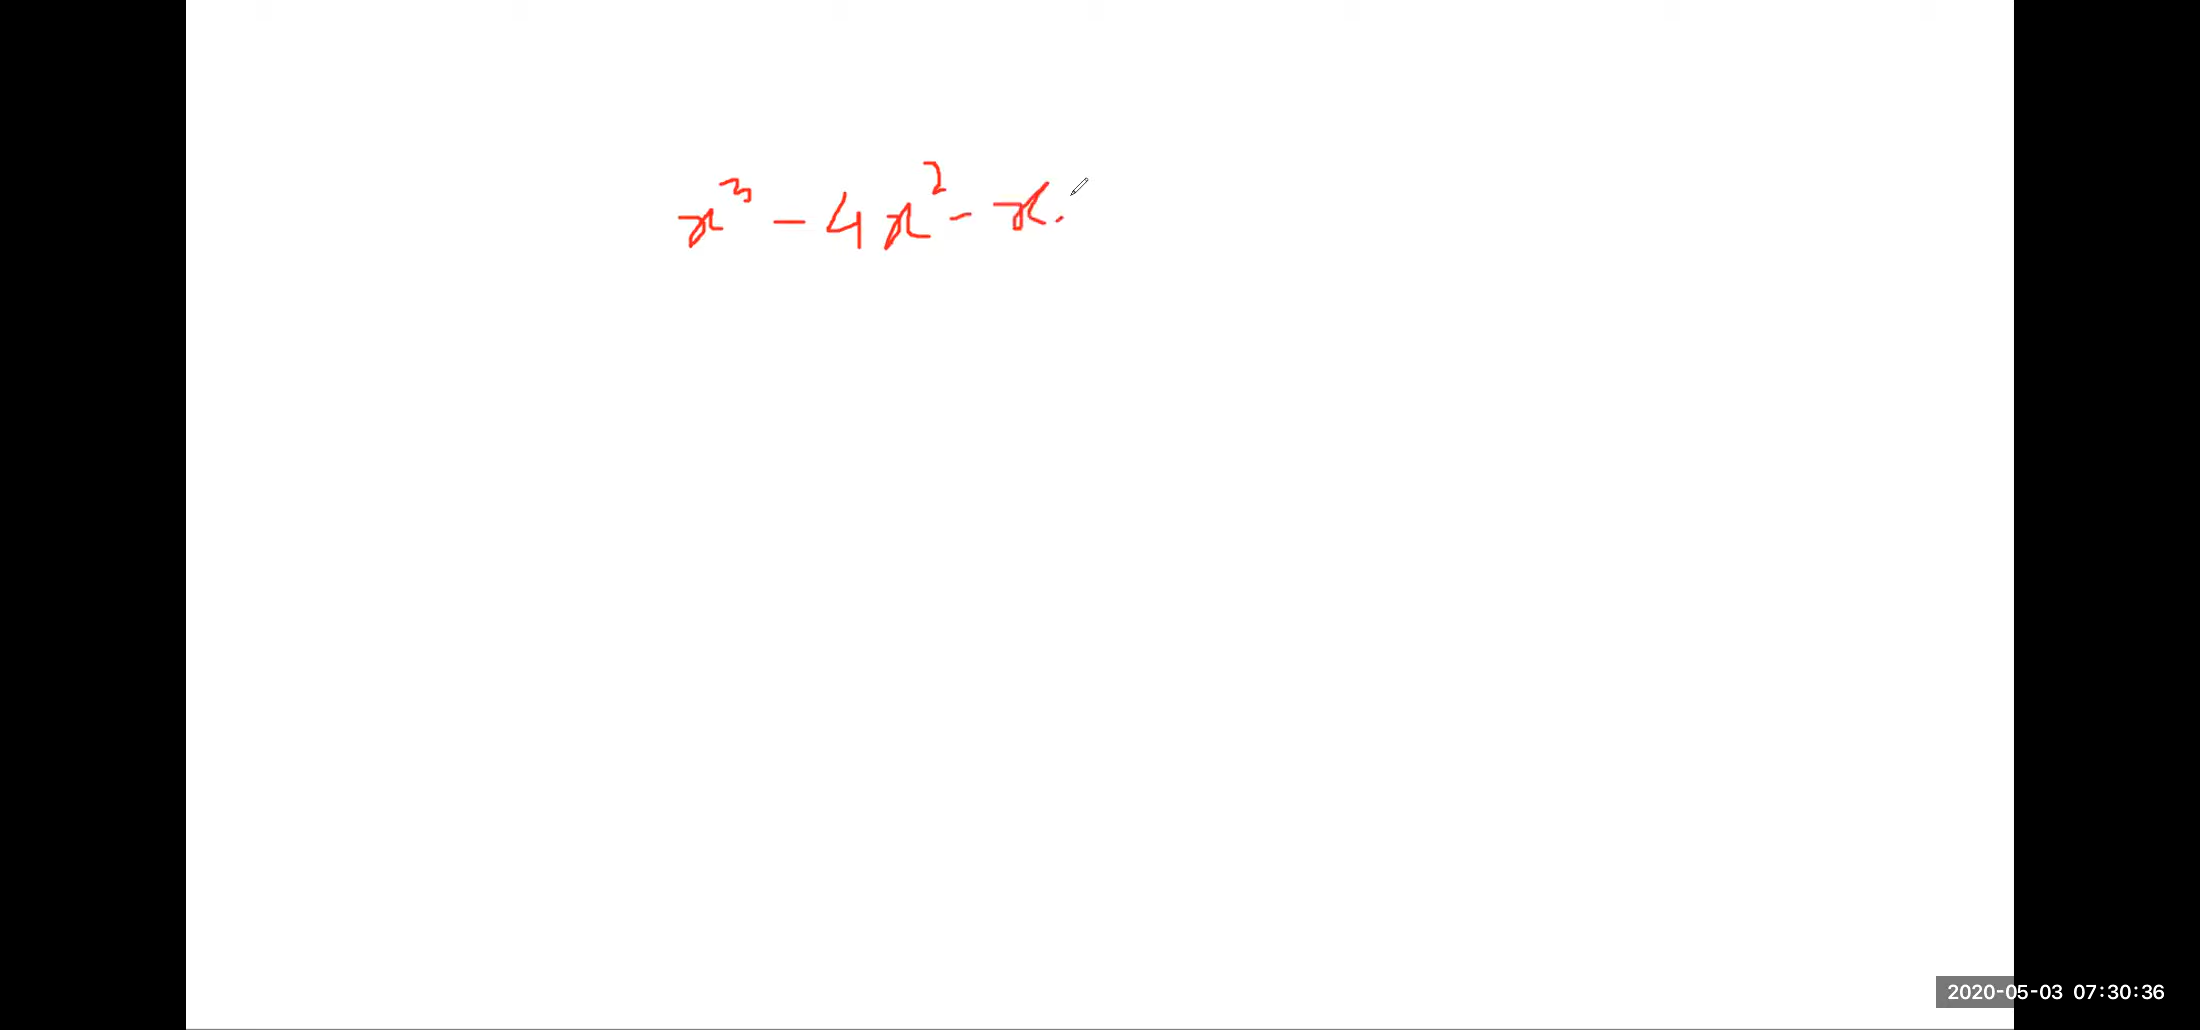 x³ - 4x² - x.
2020-05-03 07:30:36